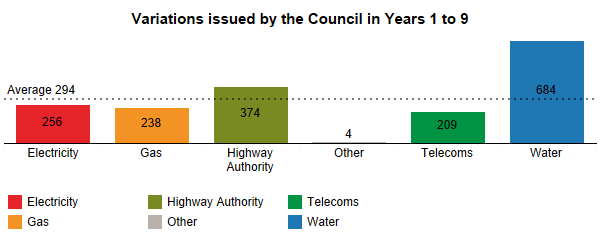 Variations issued by the Council in Years 1 to 9
Average 294
256
238
374
4
209
684
Electricity
Gas
Highway
Authority
Other
Telecoms
Water
Electricity
Highway Authority
Telecoms
Gas
Other
Water